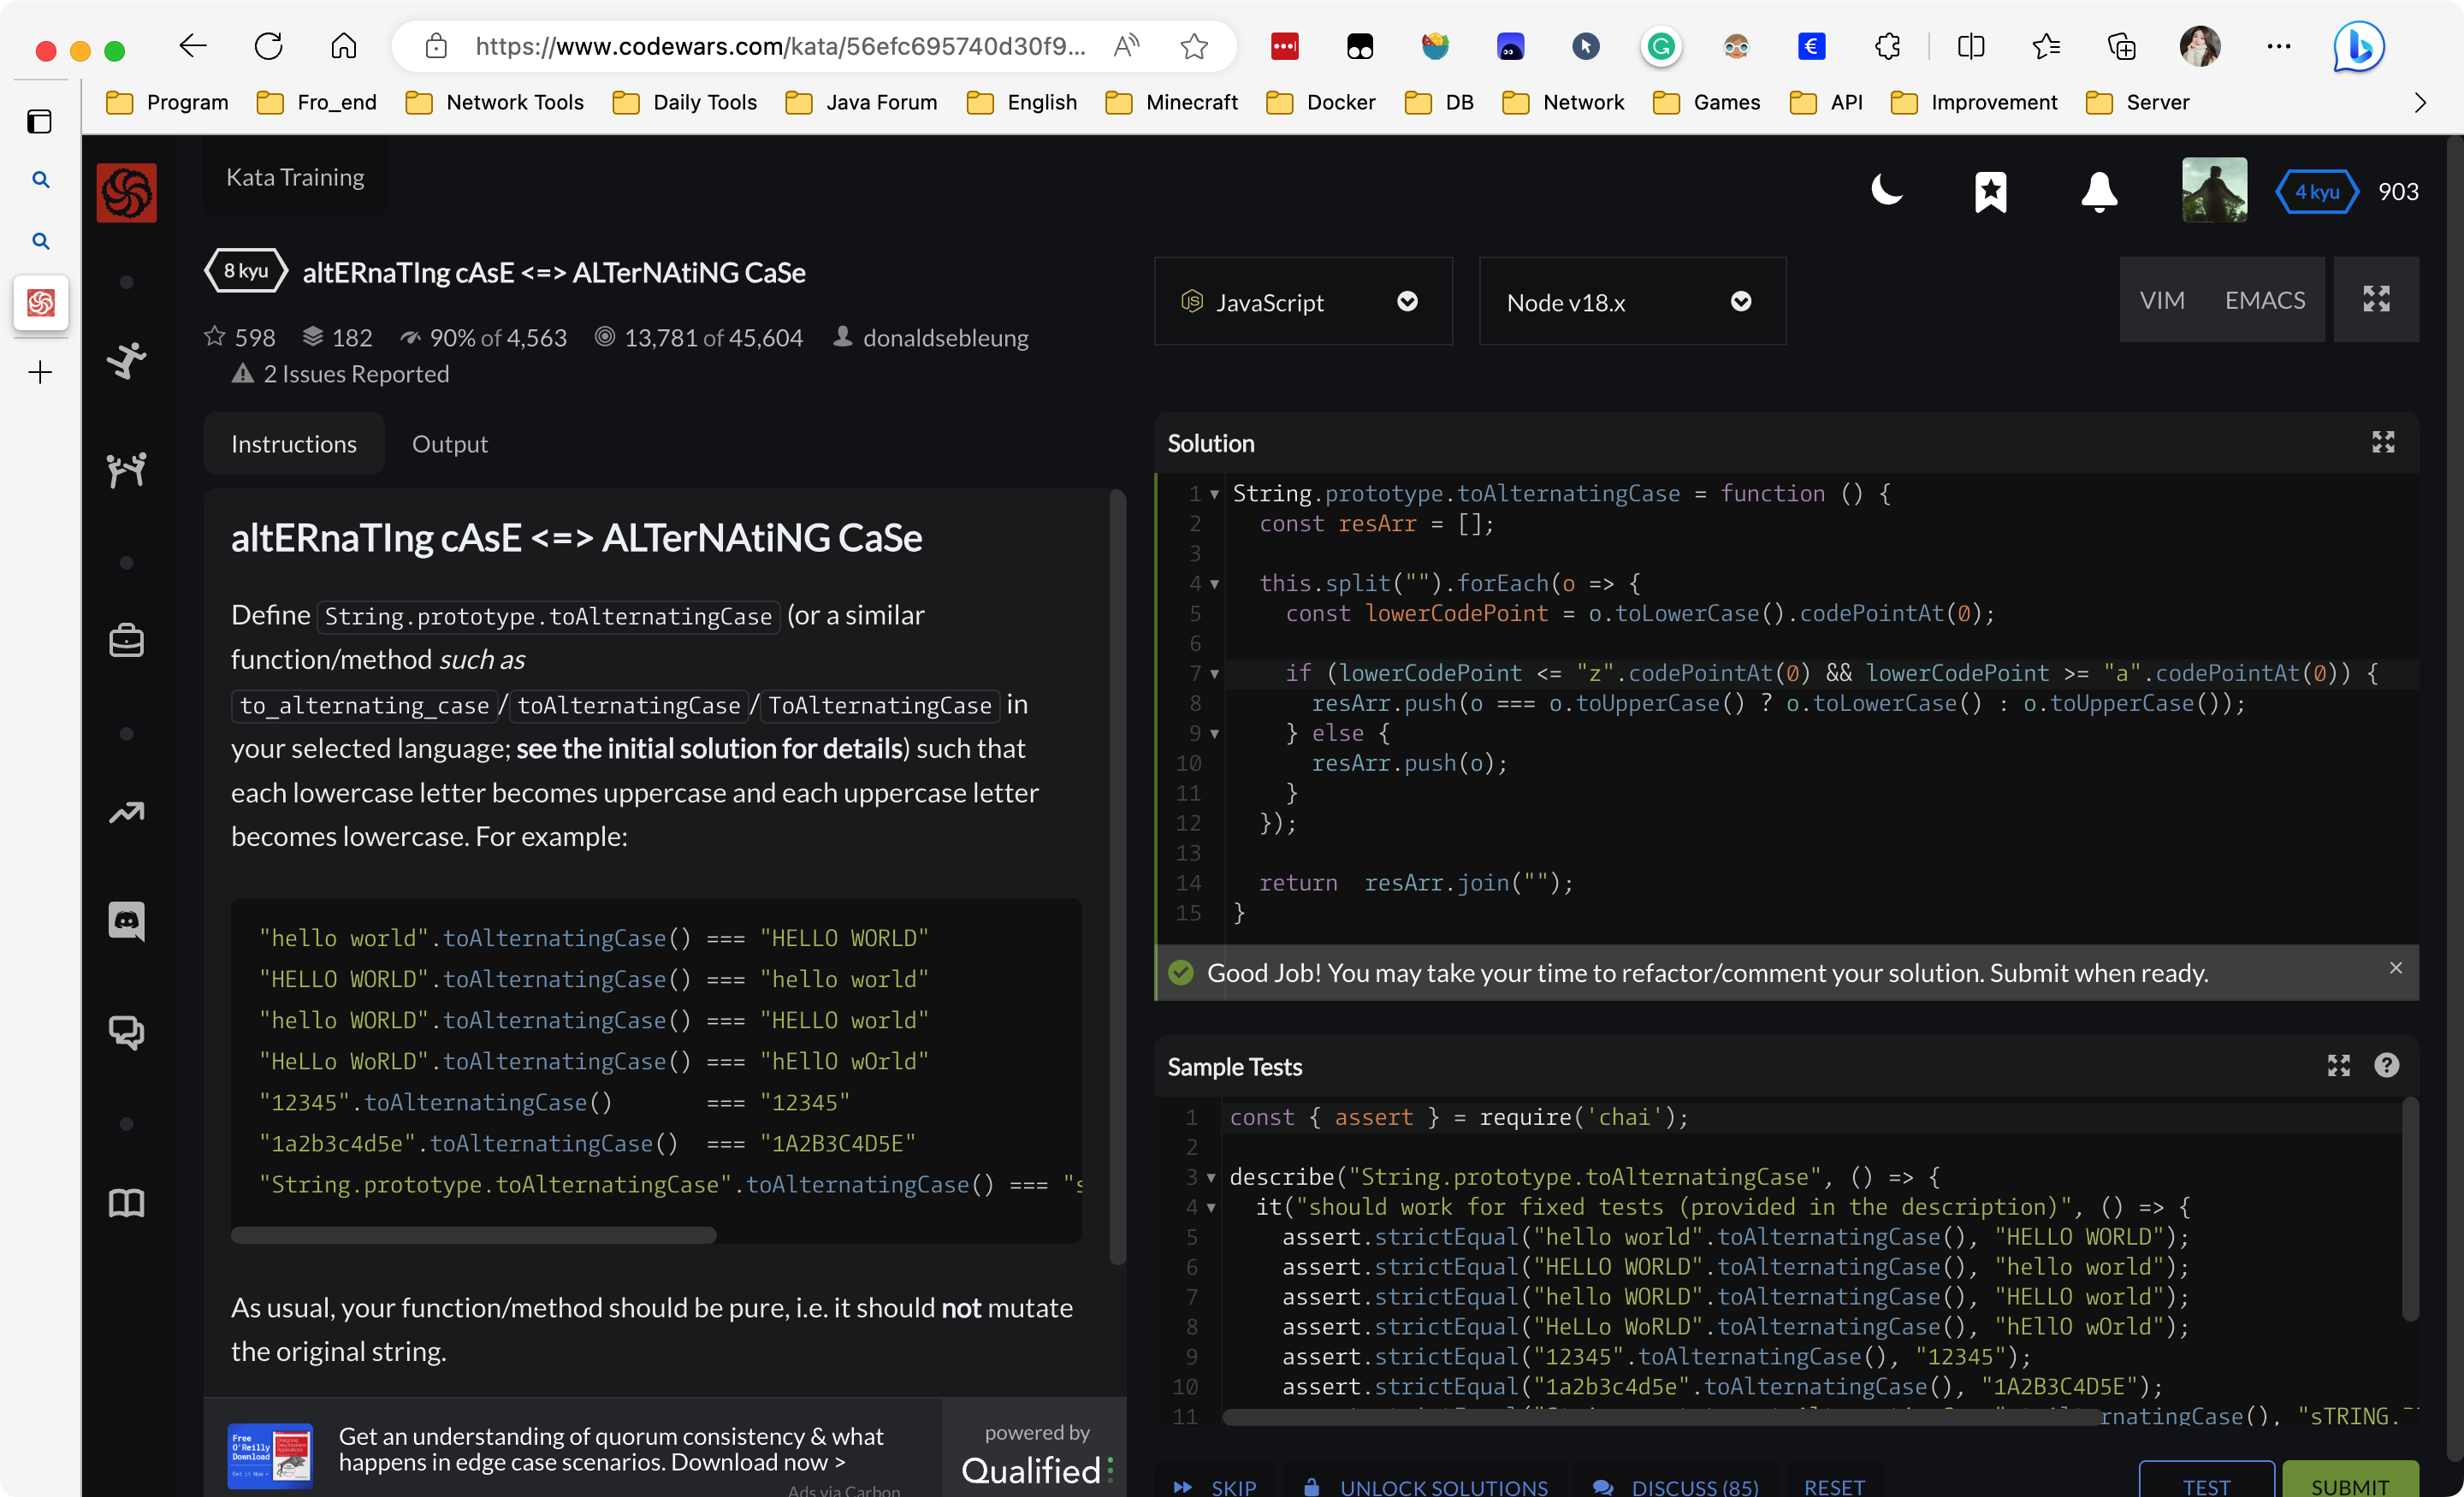 https://www.codewars.com/kata/56efc695740d30f9...
Program Fro_end Network Tools Daily Tools Java Forum English Minecraft Docker DB Network Games API Improvement Server
Kata Training
4 kyu 903
8 kyu altERnaTIng cAsE <=> ALTerNAtiNG CaSe
598 182 90% of 4,563 13,781 of 45,604 donaldsebleung
2 Issues Reported
JavaScript
Node v18.x
VIM EMACS
Instructions Output
altERnaTIng cAsE <=> ALTerNAtiNG CaSe
Define String.prototype.toAlternatingCase (or a similar
function/method such as
to_alternating_case/toAlternatingCase/ToAlternatingCase in
your selected language; see the initial solution for details) such that
each lowercase letter becomes uppercase and each uppercase letter
becomes lowercase. For example:
"hello world".toAlternatingCase() === "HELLO WORLD"
"HELLO WORLD".toAlternatingCase() === "hello world"
"hello WORLD".toAlternatingCase() === "HELLO world"
"HeLLo WoRLD".toAlternatingCase() === "hEllO wOrld"
"12345".toAlternatingCase() === "12345"
"1a2b3c4d5e".toAlternatingCase() === "1A2B3C4D5E"
"String.prototype.toAlternatingCase".toAlternatingCase() === "s
As usual, your function/method should be pure, i.e. it should not mutate
the original string.
Free
O'Reilly
Download
Get an understanding of quorum consistency & what
happens in edge case scenarios. Download now >
Ads via Carbon
powered by
Qualified
Solution
1 String.prototype.toAlternatingCase = function () {
2 const resArr = [];
3
4 this.split("").forEach(o => {
5 const lowerCodePoint = o.toLowerCase().codePointAt(0);
6
7 if (lowerCodePoint <= "z".codePointAt(0) && lowerCodePoint >= "a".codePointAt(0)) {
8 resArr.push(o === o.toUpperCase() ? o.toLowerCase() : o.toUpperCase());
9 } else {
10 resArr.push(o);
11 }
12 });
13
14 return  resArr.join("");
15 }
Good Job! You may take your time to refactor/comment your solution. Submit when ready.
Sample Tests
1 const { assert } = require('chai');
2
3 describe("String.prototype.toAlternatingCase", () => {
4 it("should work for fixed tests (provided in the description)", () => {
5 assert.strictEqual("hello world".toAlternatingCase(), "HELLO WORLD");
6 assert.strictEqual("HELLO WORLD".toAlternatingCase(), "hello world");
7 assert.strictEqual("hello WORLD".toAlternatingCase(), "HELLO world");
8 assert.strictEqual("HeLLo WoRLD".toAlternatingCase(), "hEllO wOrld");
9 assert.strictEqual("12345".toAlternatingCase(), "12345");
10 assert.strictEqual("1a2b3c4d5e".toAlternatingCase(), "1A2B3C4D5E");
11 rnatingCase(), "sTRING.
SKIP UNLOCK SOLUTIONS DISCUSS (85) RESET TEST SUBMIT